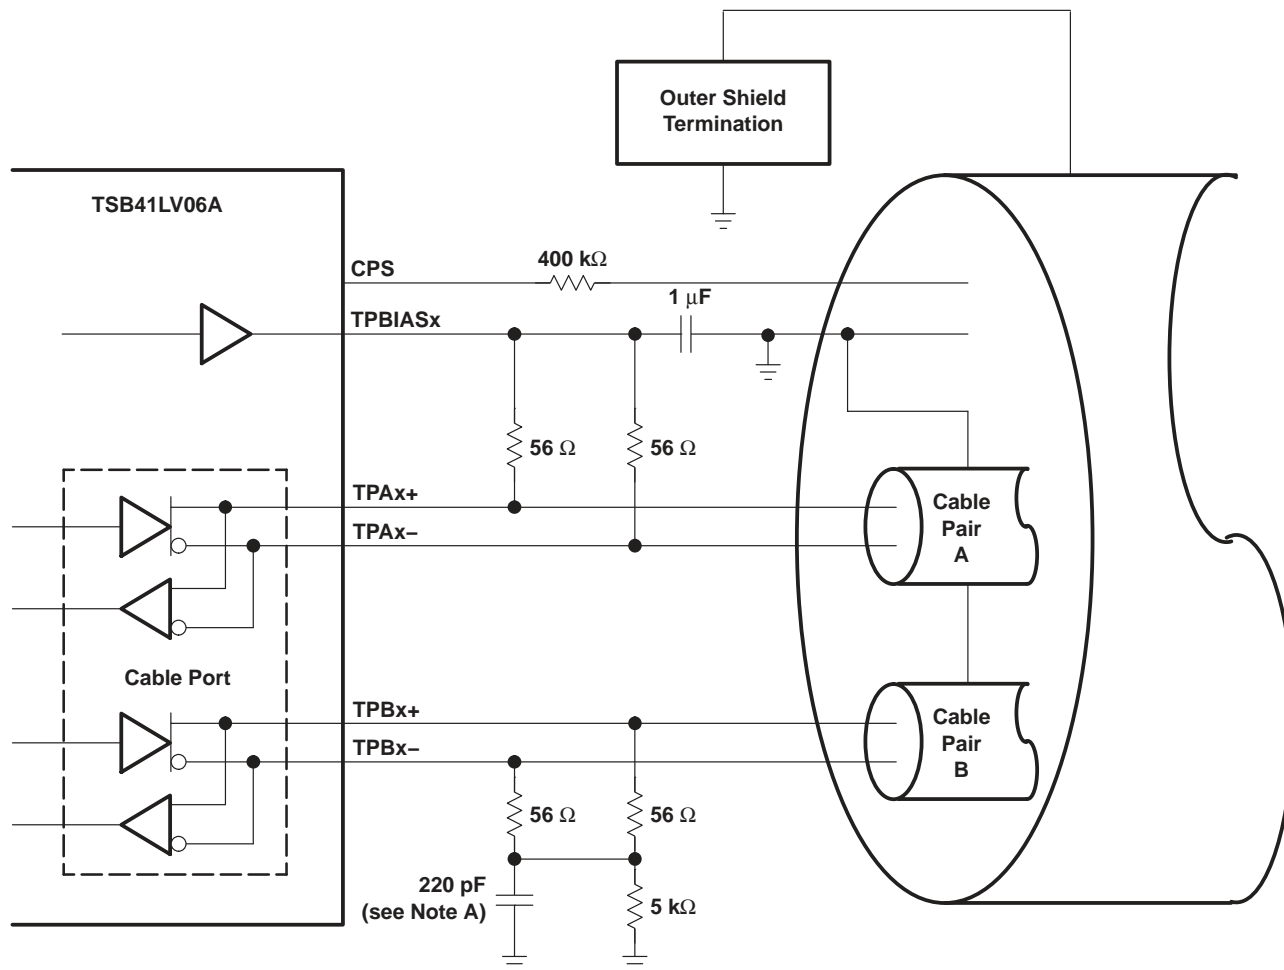 Outer Shield
Termination
TSB41LV06A
CPS
400 kΩ
1 μF
TPBIASx
56 Ω
56 Ω
TPAx+
TPAx−
Cable
Pair
A
Cable Port
TPBx+
TPBx−
Cable
Pair
B
56 Ω
56 Ω
220 pF
(see Note A)
5 kΩ